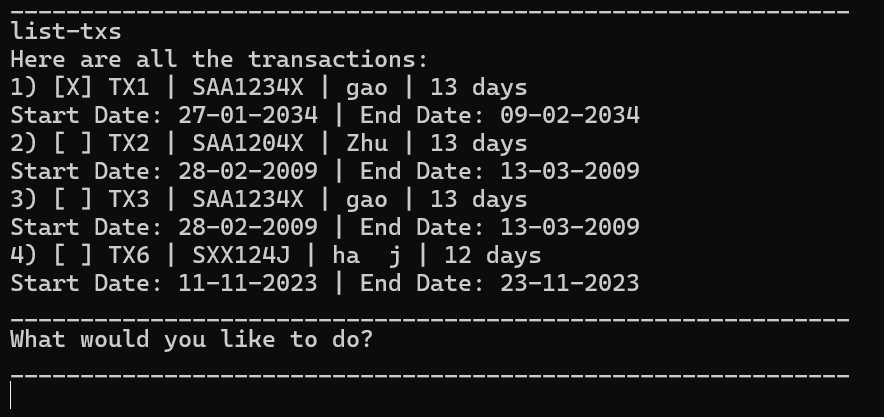 ____________________________________________________________
list-txs
Here are all the transactions:
1) [X] TX1 | SAA1234X | gao | 13 days
Start Date: 27-01-2034 | End Date: 09-02-2034
2) [ ] TX2 | SAA1204X | Zhu | 13 days
Start Date: 28-02-2009 | End Date: 13-03-2009
3) [ ] TX3 | SAA1234X | gao | 13 days
Start Date: 28-02-2009 | End Date: 13-03-2009
4) [ ] TX6 | SXX124J | ha  j | 12 days
Start Date: 11-11-2023 | End Date: 23-11-2023
____________________________________________________________
What would you like to do?
____________________________________________________________